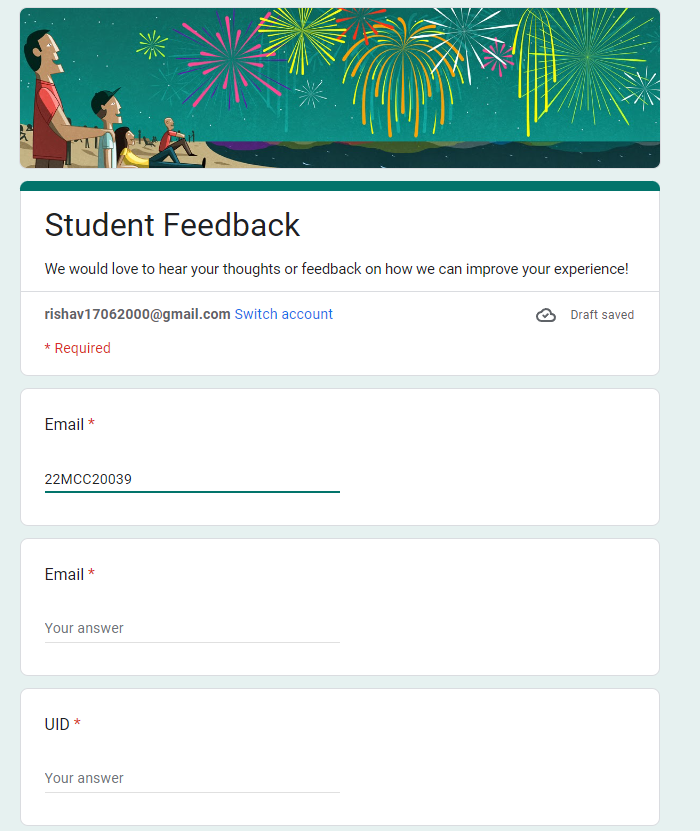 Student Feedback
We would love to hear your thoughts or feedback on how we can improve your experience!
rishav17062000@gmail.com Switch account
Draft saved
* Required
Email *
22MCC20039
Email *
Your answer
UID *
Your answer